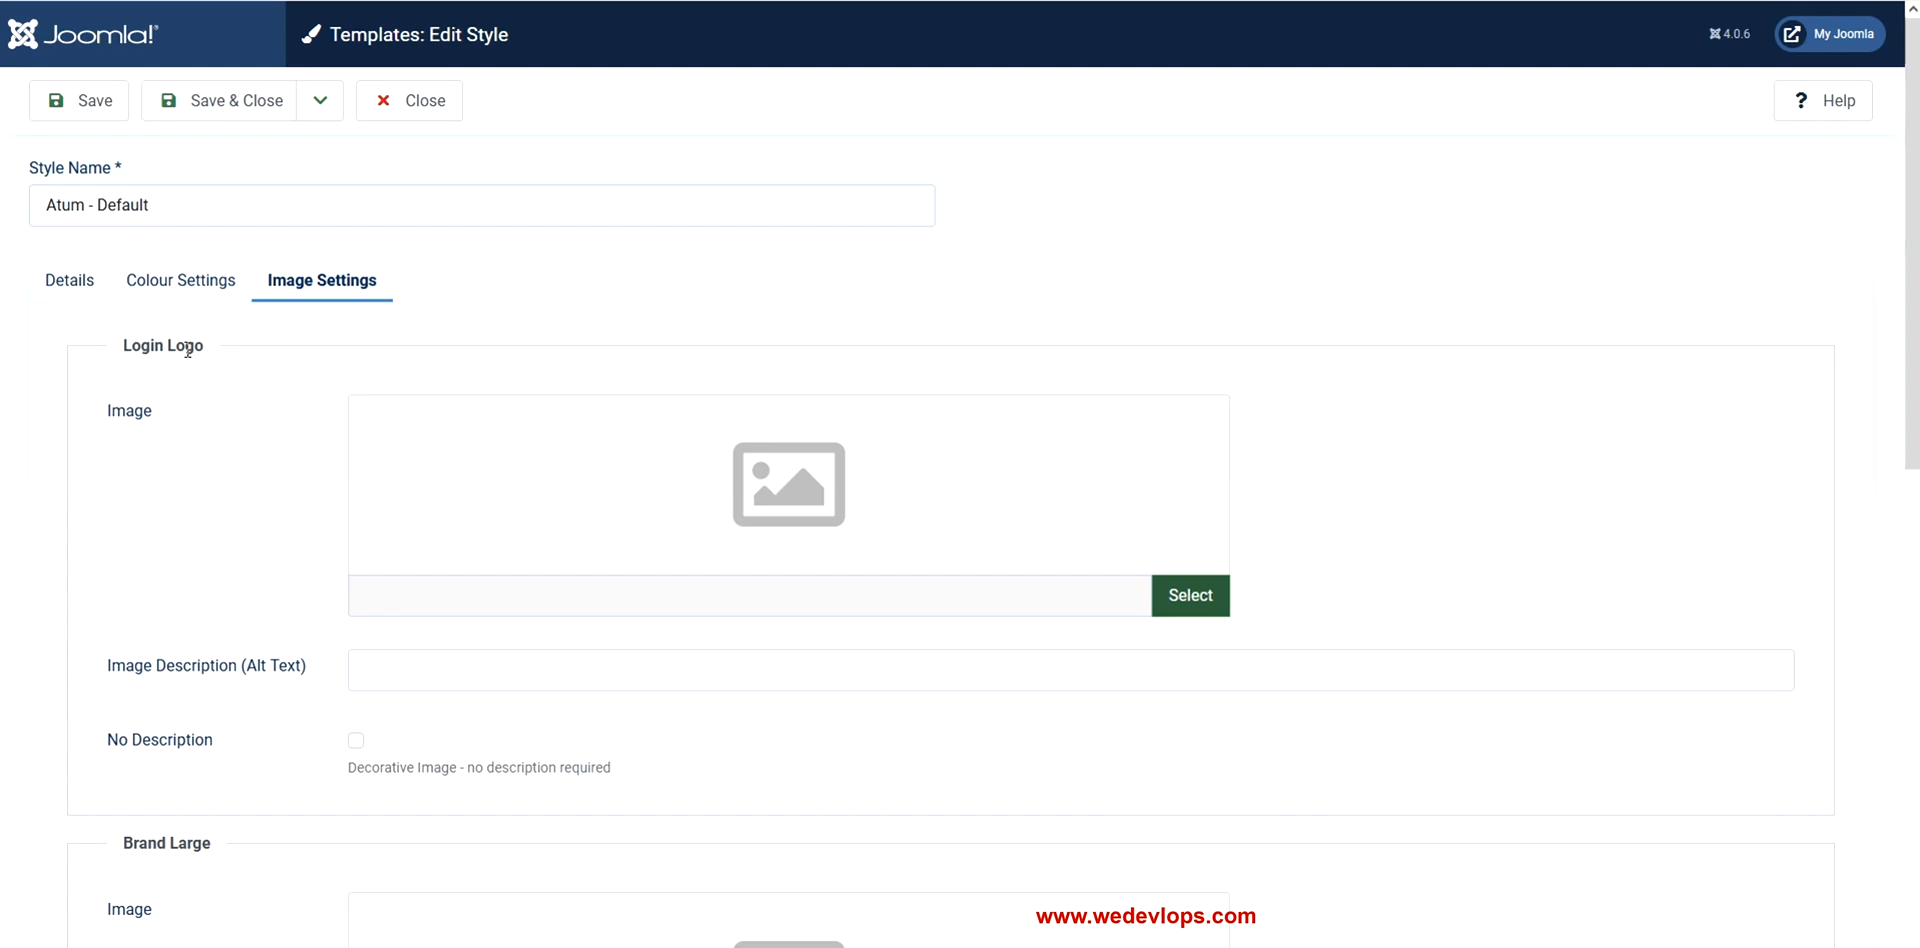 Joomla!®
Templates: Edit Style
4.0.6
My Joomla
Save
Save & Close
Close
Help
Style Name *
Atum - Default
Details
Colour Settings
Image Settings
Login Logo
Image
Select
Image Description (Alt Text)
No Description
Decorative Image - no description required
Brand Large
Image
www.wedevlops.com